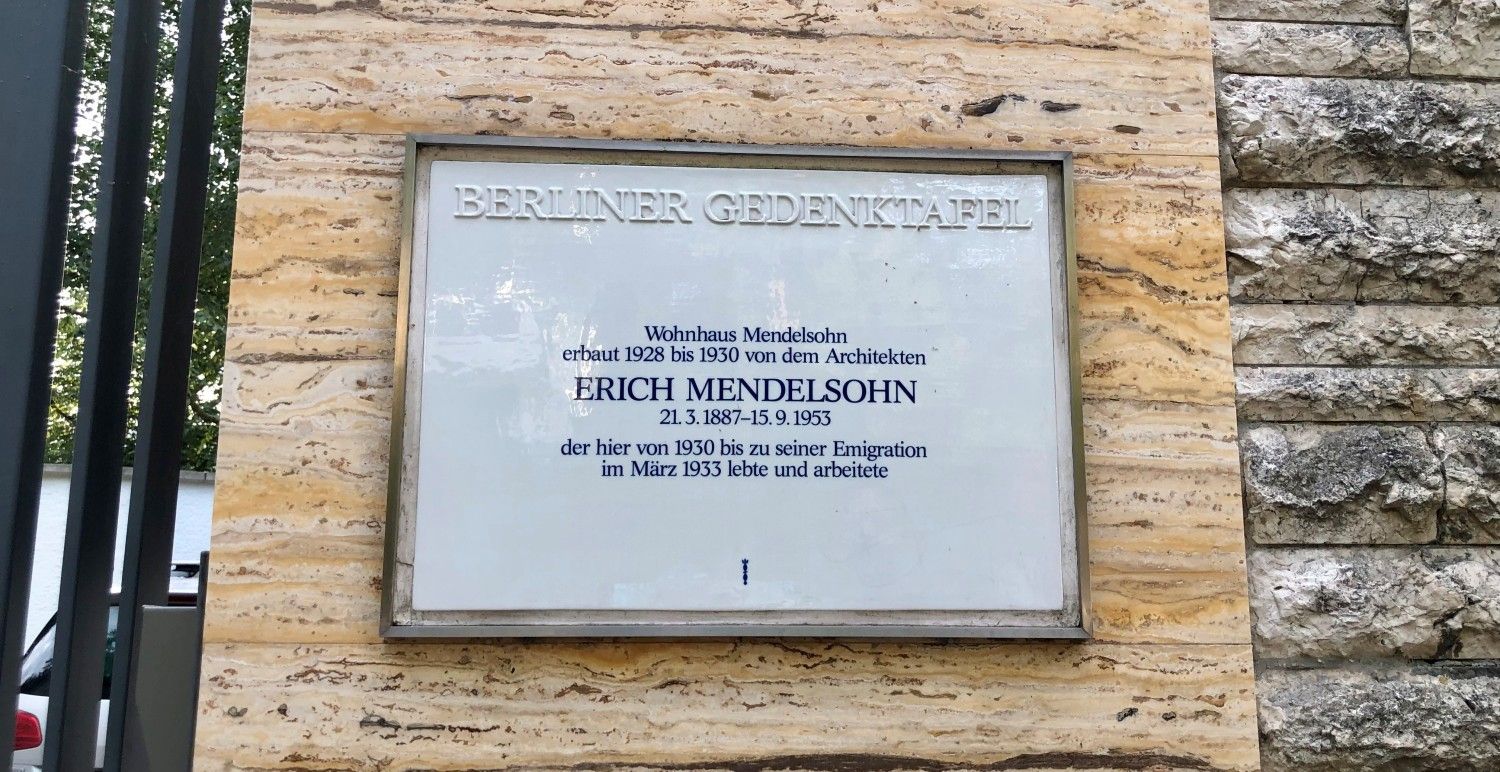 BERLINER GEDENKTAFEL
Wohnhaus Mendelsohn
erbaut 1928 bis 1930 von dem Architekten
ERICH MENDELSOHN
21. 3. 1887–15. 9. 1953
der hier von 1930 bis zu seiner Emigration
im März 1933 lebte und arbeitete